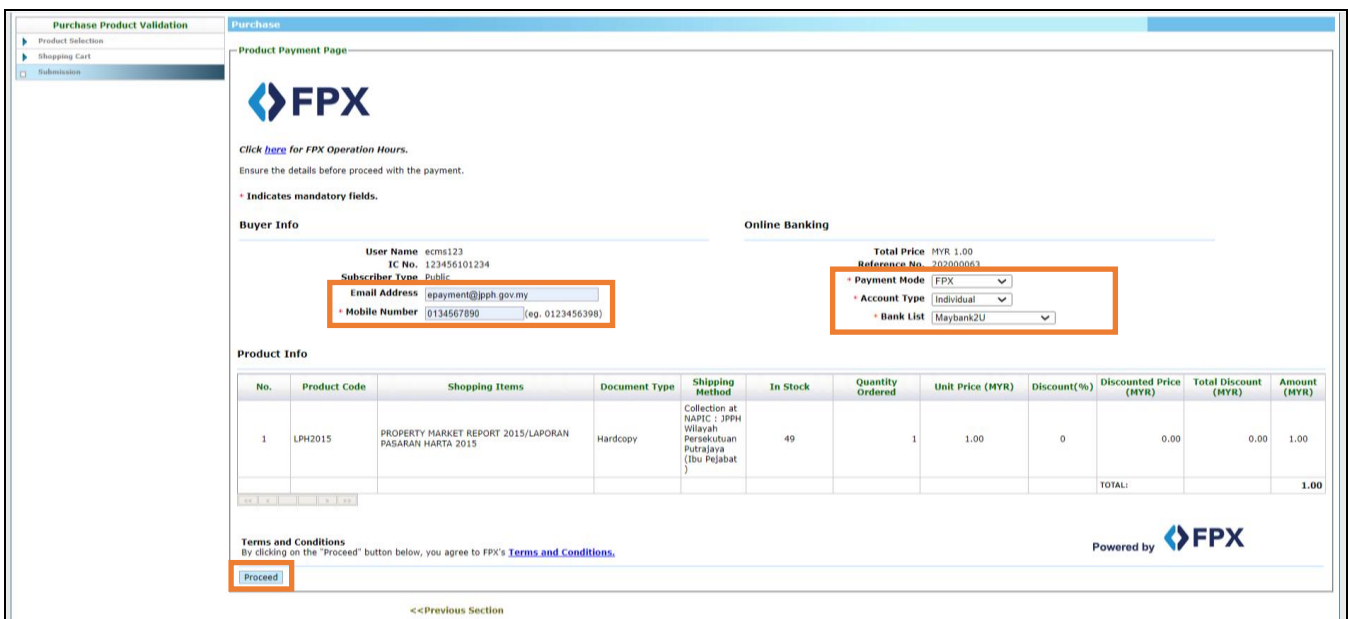 Purchase Product Validation
Product Selection
Shopping Cart
Submission
Purchase
Product Payment Page
FPX
Click here for FPX Operation Hours.
Ensure the details before proceed with the payment.
* Indicates mandatory fields.
Buyer Info
User Name ecms123
IC No. 123456101234
Subscriber Type Public
Email Address epayment@jpph.gov.my
* Mobile Number 0134567890 (eg. 0123456398)
Online Banking
Total Price MYR 1.00
Reference No. 202000063
* Payment Mode FPX
* Account Type Individual
* Bank List Maybank2U
Product Info
No. Product Code Shopping Items Document Type Shipping Method In Stock Quantity Ordered Unit Price (MYR) Discount(%) Discounted Price (MYR) Total Discount (MYR) Amount (MYR)
1 LPH2015 PROPERTY MARKET REPORT 2015/LAPORAN PASARAN HARTA 2015 Hardcopy Collection at NAPIC : JPPH Wilayah Persekutuan Putrajaya (Ibu Pejabat ) 49 1 1.00 0 0.00 0.00 1.00
TOTAL: 1.00
Terms and Conditions
By clicking on the "Proceed" button below, you agree to FPX's Terms and Conditions.
Powered by FPX
Proceed
<<Previous Section